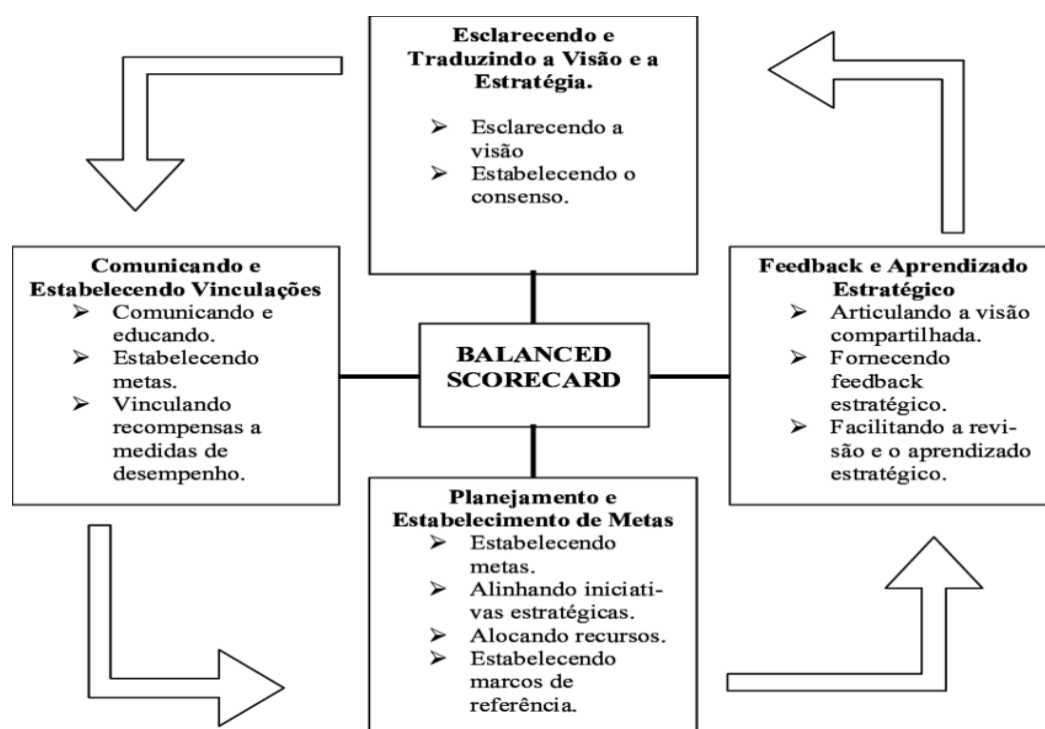 Esclarecendo e
Traduzindo a Visão e a
Estratégia.
➢ Esclarecendo a
visão
➢ Estabelecendo o
consenso.
Comunicando e
Estabelecendo Vinculações
➢ Comunicando e
educando.
➢ Estabelecendo
metas.
➢ Vinculando
recompensas a
medidas de
desempenho.
BALANCED
SCORECARD
Feedback e Aprendizado
Estratégico
➢ Articulando a visão
compartilhada.
➢ Fornecendo
feedback
estratégico.
➢ Facilitando a revi-
são e o aprendizado
estratégico.
Planejamento e
Estabelecimento de Metas
➢ Estabelecendo
metas.
➢ Alinhando iniciati-
vas estratégicas.
➢ Alocando recursos.
➢ Estabelecendo
marcos de
referência.